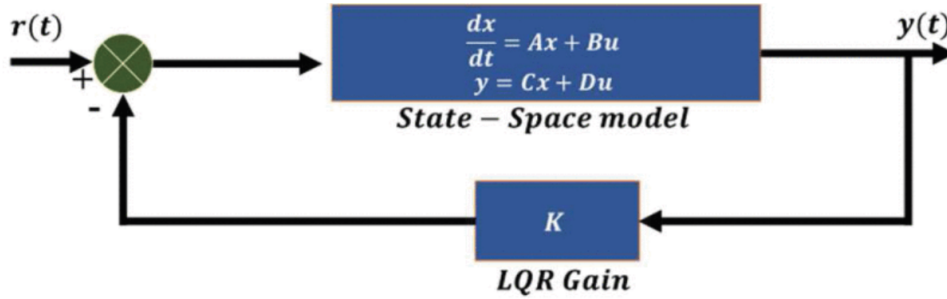 r(t)
+
-
dx/dt = Ax + Bu
y = Cx + Du
State − Space model
y(t)
K
LQR Gain